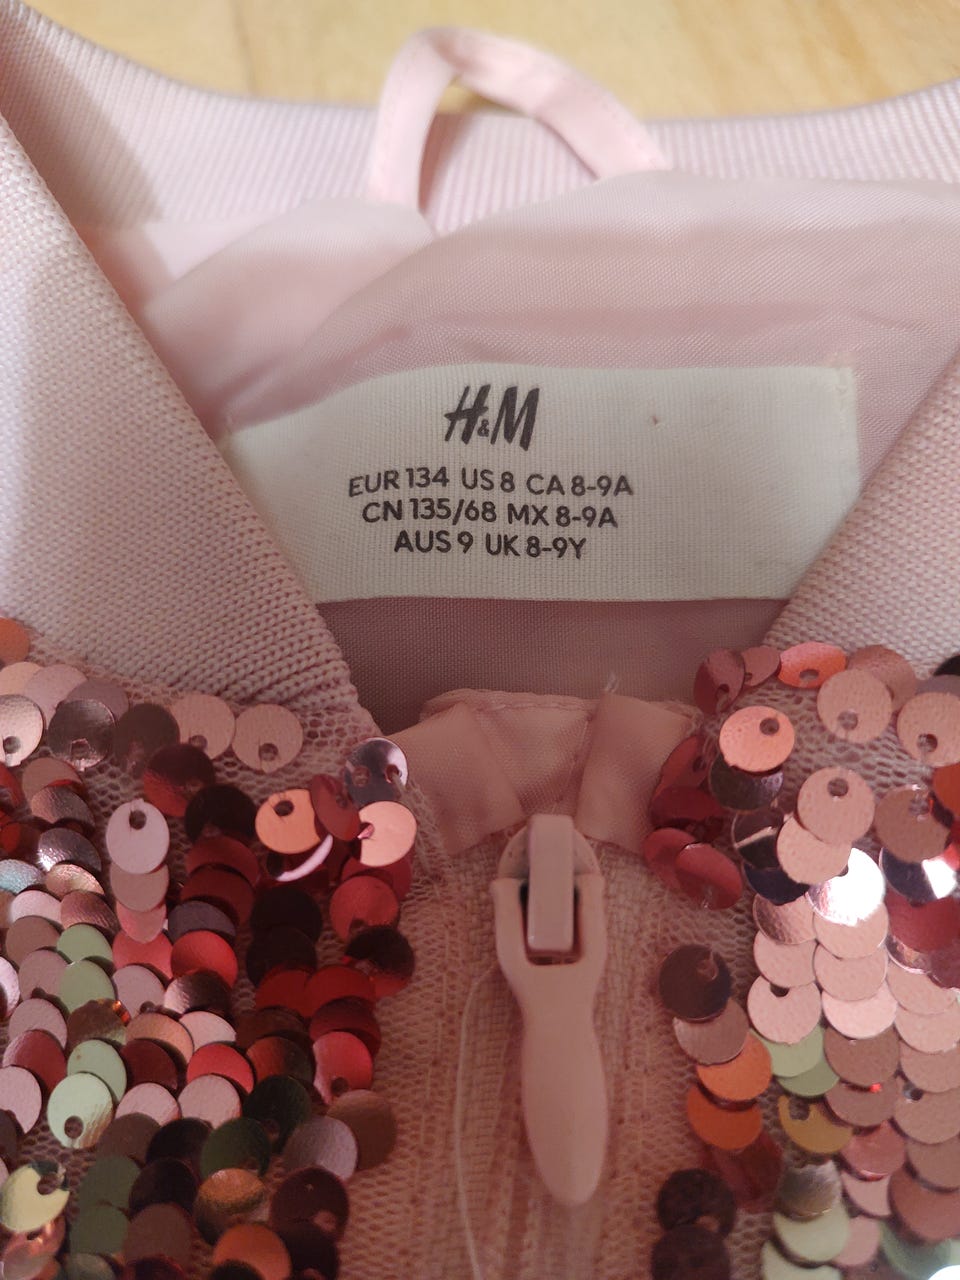 H&M
EUR 134 US 8 CA 8-9A
CN 135/68 MX 8-9A
AUS 9 UK 8-9Y